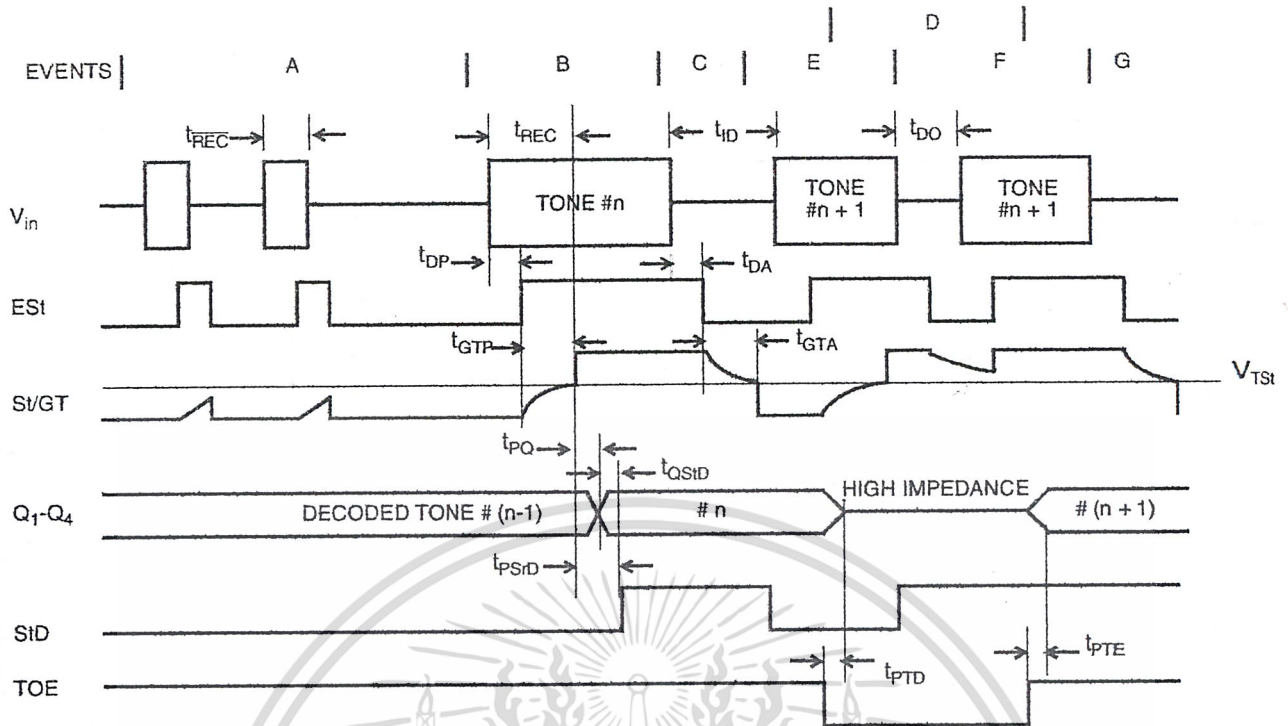 D
EVENTS A B C E F G
tREC tREC tID tDO
Vin TONE #n TONE #n + 1 TONE #n + 1
tDP tDA
ESt
tGTP tGTA
VTSt
St/GT
tPQ tQStD
Q1-Q4 DECODED TONE # (n-1) # n HIGH IMPEDANCE # (n + 1)
tPSrD
StD
tPTD tPTE
TOE